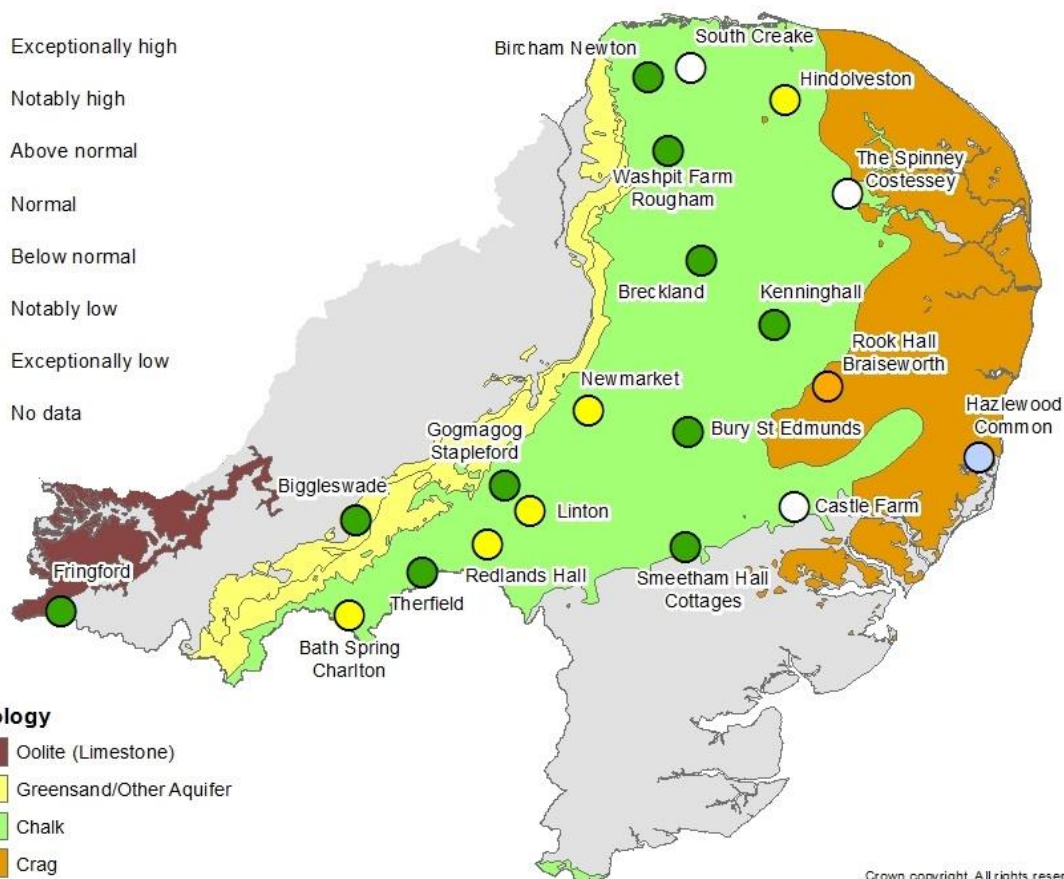 Exceptionally high
Notably high
Above normal
Normal
Below normal
Notably low
Exceptionally low
No data
Bircham Newton
South Creake
Hindolveston
Washpit Farm
Rougham
The Spinney
Costessey
Breckland
Kenninghall
Rook Hall
Braiseworth
Newmarket
Hazlewood
Common
Bury St Edmunds
Gogmagog
Stapleford
Biggleswade
Linton
Castle Farm
Fringford
Redlands Hall
Smeetham Hall
Cottages
Therfield
Bath Spring
Charlton
ology
Oolite (Limestone)
Greensand/Other Aquifer
Chalk
Crag